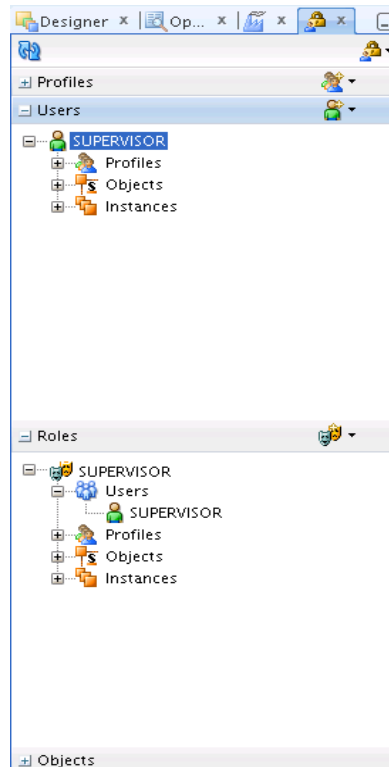 Designer Op...
Profiles
Users
SUPERVISOR
Profiles
Objects
Instances
Roles
SUPERVISOR
Users
SUPERVISOR
Profiles
Objects
Instances
Objects